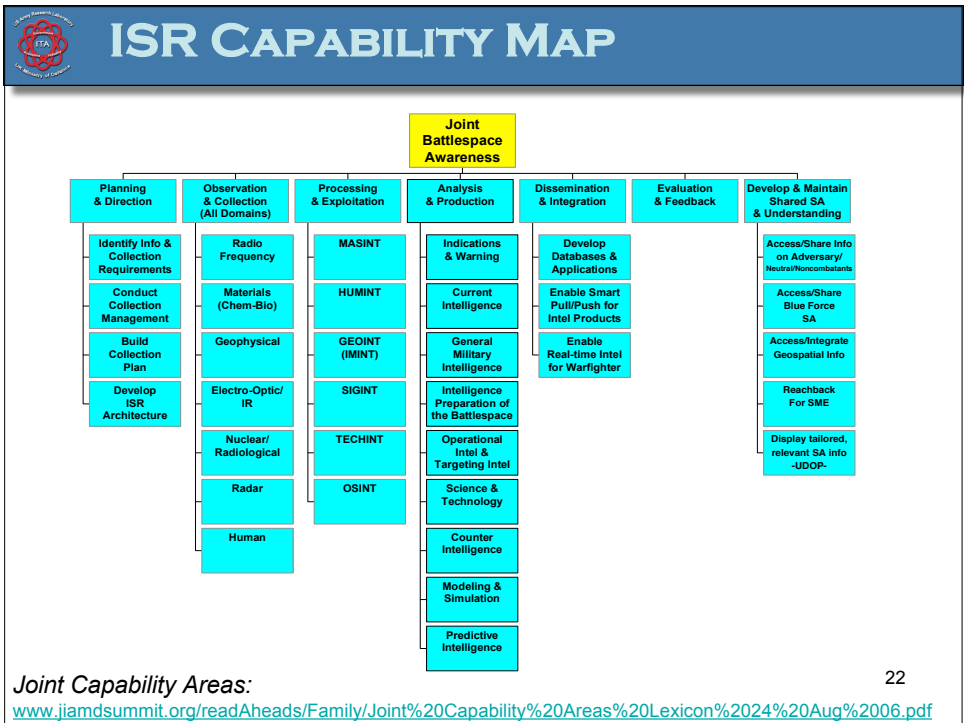 ISR CAPABILITY MAP
ITA
Joint
Battlespace
Awareness
Planning
& Direction
Observation
& Collection
(All Domains)
Processing
& Exploitation
Analysis
& Production
Dissemination
& Integration
Evaluation
& Feedback
Develop & Maintain
Shared SA
& Understanding
Identify Info &
Collection
Requirements
Conduct
Collection
Management
Build
Collection
Plan
Develop
ISR
Architecture
Radio
Frequency
Materials
(Chem-Bio)
Geophysical
Electro-Optic/
IR
Nuclear/
Radiological
Radar
Human
MASINT
HUMINT
GEOINT
(IMINT)
SIGINT
TECHINT
OSINT
Indications
& Warning
Current
Intelligence
General
Military
Intelligence
Intelligence
Preparation of
the Battlespace
Operational
Intel &
Targeting Intel
Science &
Technology
Counter
Intelligence
Modeling &
Simulation
Predictive
Intelligence
Develop
Databases &
Applications
Enable Smart
Pull/Push for
Intel Products
Enable
Real-time Intel
for Warfighter
Access/Share Info
on Adversary/
Neutral/Noncombatants
Access/Share
Blue Force
SA
Access/Integrate
Geospatial Info
Reachback
For SME
Display tailored,
relevant SA info
-UDOP-
Joint Capability Areas:
22
www.jiamdsummit.org/readAheads/Family/Joint%20Capability%20Areas%20Lexicon%2024%20Aug%2006.pdf